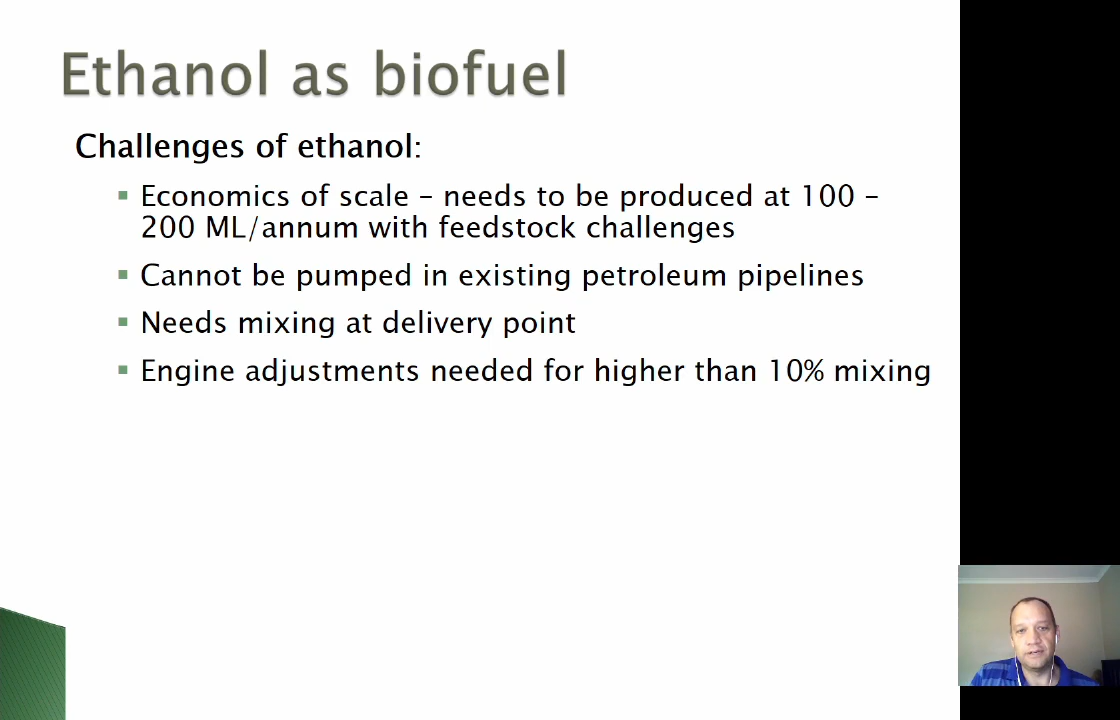 Ethanol as biofuel
Challenges of ethanol:
▪ Economics of scale – needs to be produced at 100 –
200 ML/annum with feedstock challenges
▪ Cannot be pumped in existing petroleum pipelines
▪ Needs mixing at delivery point
▪ Engine adjustments needed for higher than 10% mixing